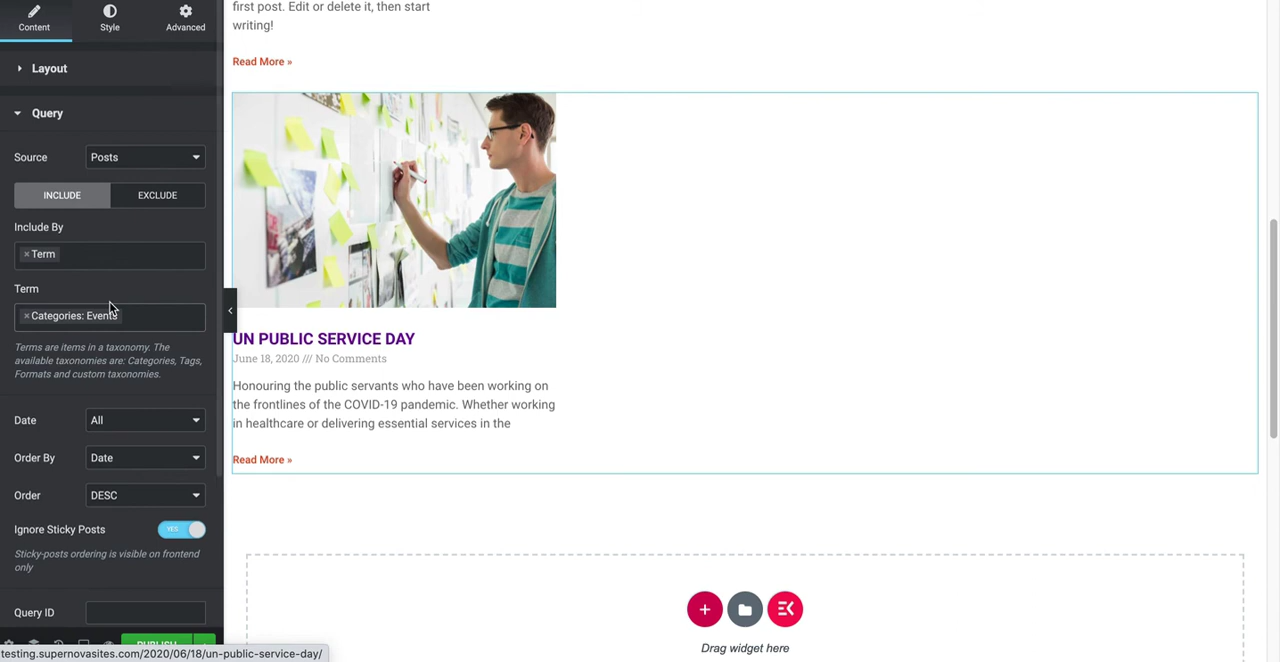 Content
Style
Advanced
Layout
Query
Source
Posts
INCLUDE
EXCLUDE
Include By
×Term
Term
×Categories: Events
Terms are items in a taxonomy. The
available taxonomies are: Categories, Tags,
Formats and custom taxonomies.
Date
All
Order By
Date
Order
DESC
Ignore Sticky Posts
YES
Sticky-posts ordering is visible on frontend
only
Query ID
PUBLISH
testing.supernovasites.com/2020/06/18/un-public-service-day/
first post. Edit or delete it, then start
writing!
Read More »
UN PUBLIC SERVICE DAY
June 18, 2020 /// No Comments
Honouring the public servants who have been working on
the frontlines of the COVID-19 pandemic. Whether working
in healthcare or delivering essential services in the
Read More »
Drag widget here